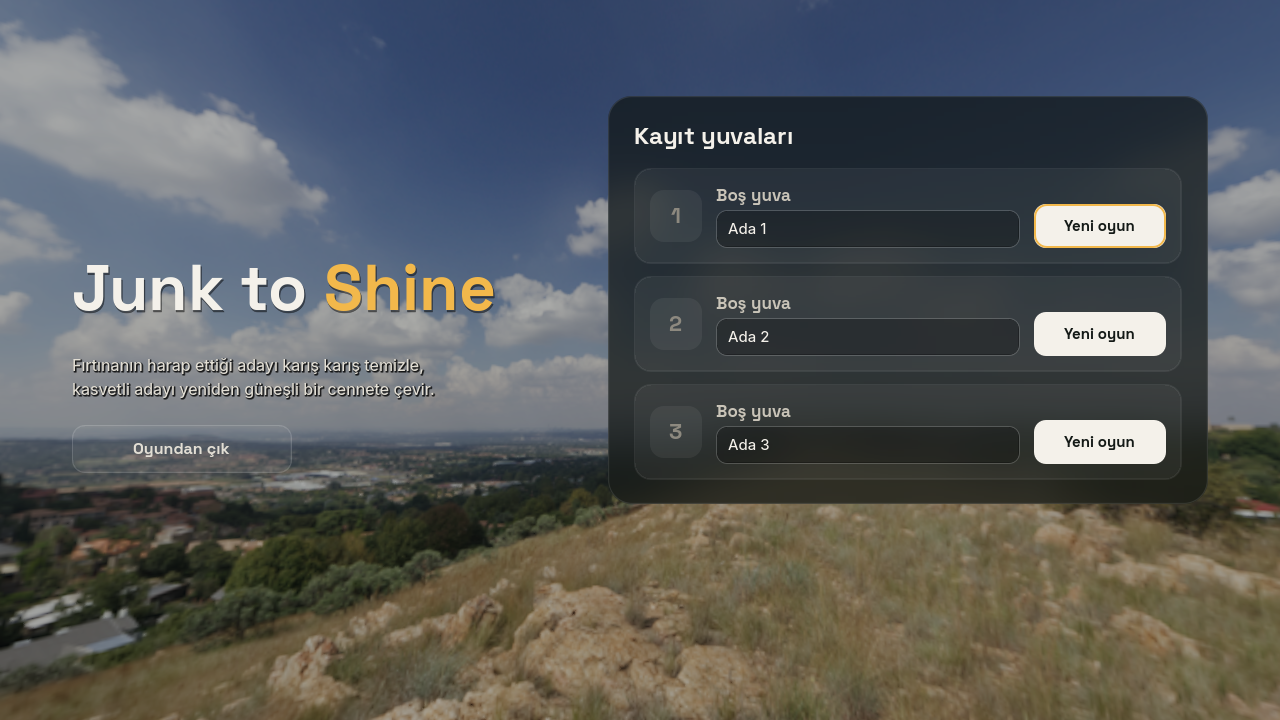 Junk to Shine
Fırtınanın harap ettiği adayı karış karış temizle,
kasvetli adayı yeniden güneşli bir cennete çevir.
Oyundan çık
Kayıt yuvaları
1
Boş yuva
Ada 1
Yeni oyun
2
Boş yuva
Ada 2
Yeni oyun
3
Boş yuva
Ada 3
Yeni oyun